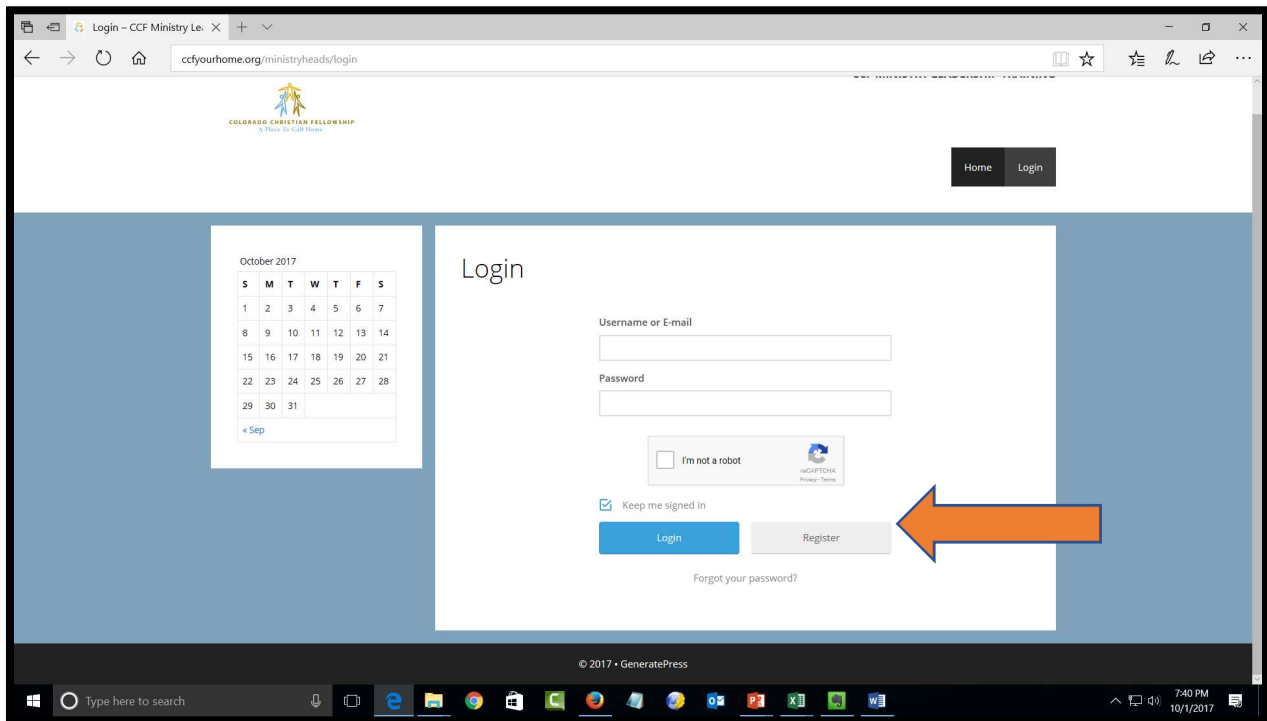 Login – CCF Ministry Le
ccfyourhome.org/ministryheads/login
CCF MINISTRY LEADERSHIP TRAINING
COLORADO CHRISTIAN FELLOWSHIP
A Place To Call Home
Home Login
October 2017
S M T W T F S
1 2 3 4 5 6 7
8 9 10 11 12 13 14
15 16 17 18 19 20 21
22 23 24 25 26 27 28
29 30 31
« Sep
Login
Username or E-mail
Password
I'm not a robot
reCAPTCHA
Privacy - Terms
Keep me signed in
Login Register
Forgot your password?
© 2017 • GeneratePress
Type here to search
7:40 PM
10/1/2017